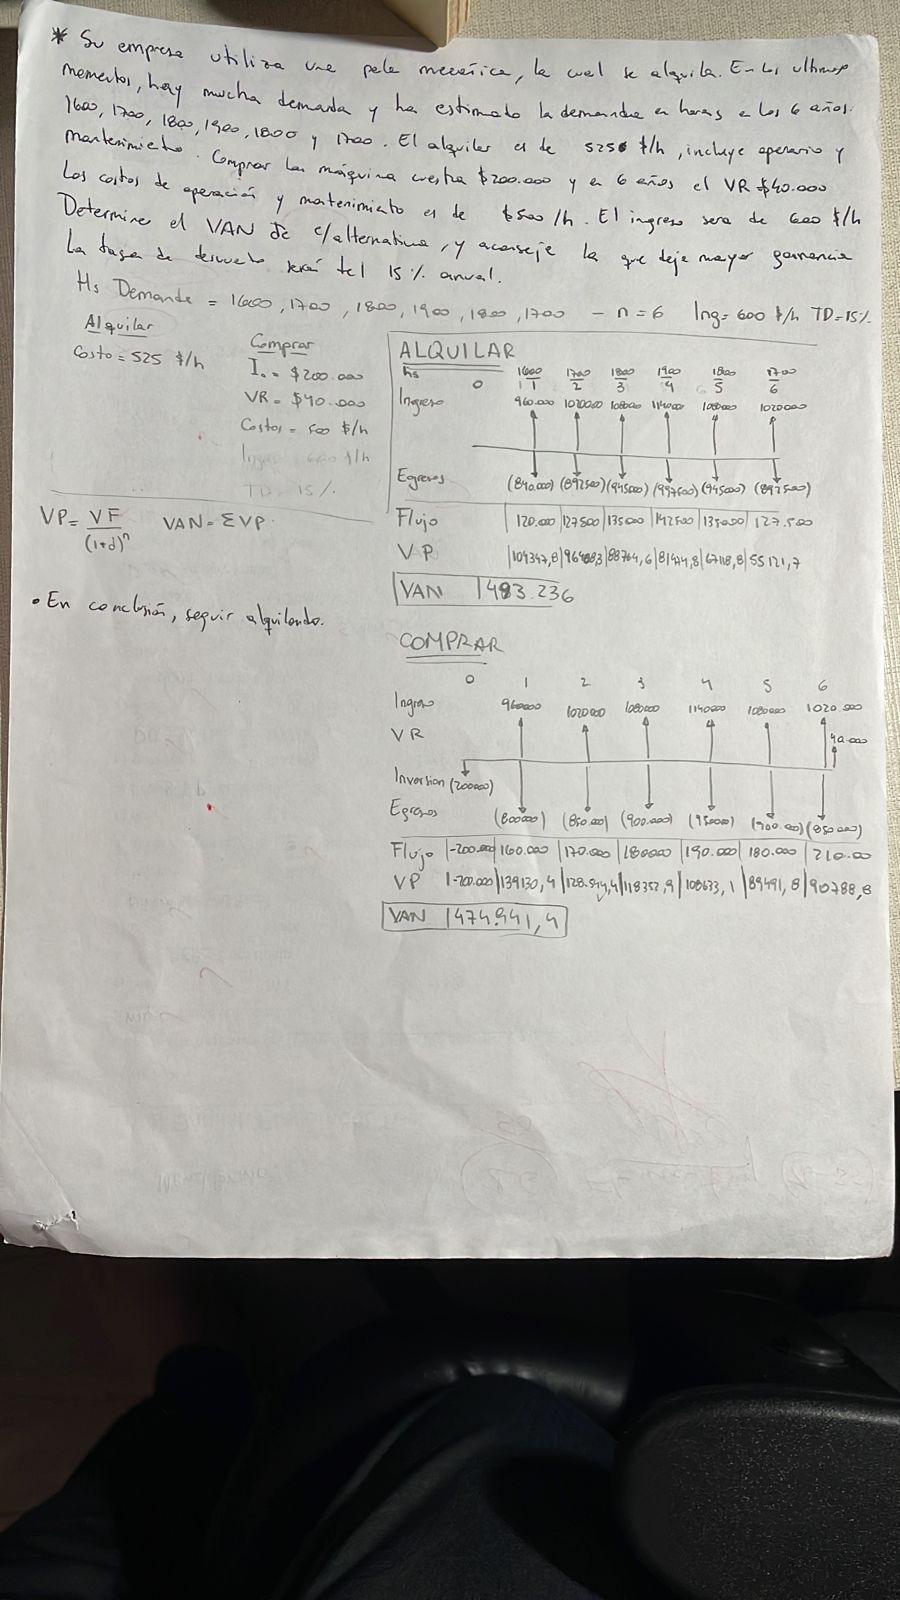 * Su empresa utiliza una pala mecánica, la cual se alquila. En los ultimos
momentos, hay mucha demanda y ha estimado la demanda en horas a los 6 años:
1600, 1700, 1800, 1900, 1800 y 1700. El alquiler es de 525 $/h, incluye operario y
mantenimiento. Comprar la máquina cuesta $200.000 y en 6 años el VR $40.000
Los costos de operación y mantenimiento es de $500/h. El ingreso sera de 600 $/h
Determine el VAN de c/alternativa, y aconseje la que deje mayor ganancia
La tasa de descuento será del 15% anual.
Hs Demanda = 1600, 1700, 1800, 1900, 1800, 1700 - n=6 Ing= 600 $/h TD=15%
Alquilar
Costo = 525 $/h
Comprar
I₀ = $200.000
VR = $40.000
Costos = 500 $/h
Ingr 600 $/h
TD = 15%
VP = VF/(1+d)ⁿ VAN = ΣVP
• En conclusión, seguir alquilando.
ALQUILAR
hs 1600 1700 1800 1900 1800 1700
0 1 2 3 4 5 6
Ingreso 960.000 1020000 1080000 1140000 1080000 1020000
Egresos (840.000) (892500) (945000) (997500) (945000) (892500)
Flujo 120.000 127500 135000 142500 135000 127.500
VP 104347,8 96408,3 88764,6 81474,8 67118,8 55121,7
VAN 493.236
COMPRAR
0 1 2 3 4 5 6
Ingreso 960000 1020000 1080000 1140000 1080000 1020 000
VR 40.000
Inversion (200000)
Egresos (800000) (850.000) (900.000) (950000) (900.000) (850000)
Flujo -200.000 160.000 170.000 180000 190.000 180.000 210.00
VP -200.000 139130,4 128.544,4 118352,9 108633,1 89491,8 90788,8
VAN 474.941,4